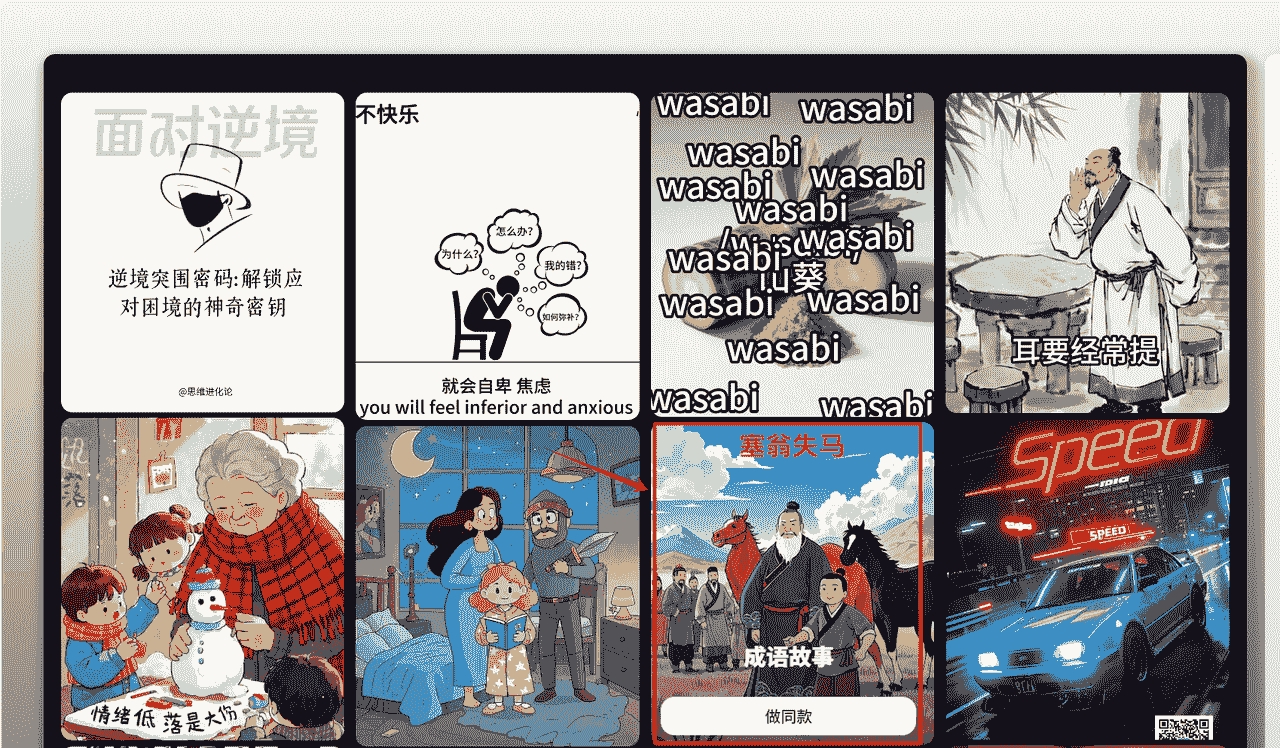 面对逆境
逆境突围密码:解锁应
对困境的神奇密钥
@思维进化论
不快乐
怎么办?
为什么?
我的错?
如何弥补?
就会自卑 焦虑
you will feel inferior and anxious
wasabi
wasabi
wasabi
wasabi
wasabi
wasabi
wasabi
wasabi
山葵
wasabi
wasabi
wasabi
wasabi
wasabi
耳要经常提
情绪低落是大伤
塞翁失马
成语故事
做同款
Speed
SPEED